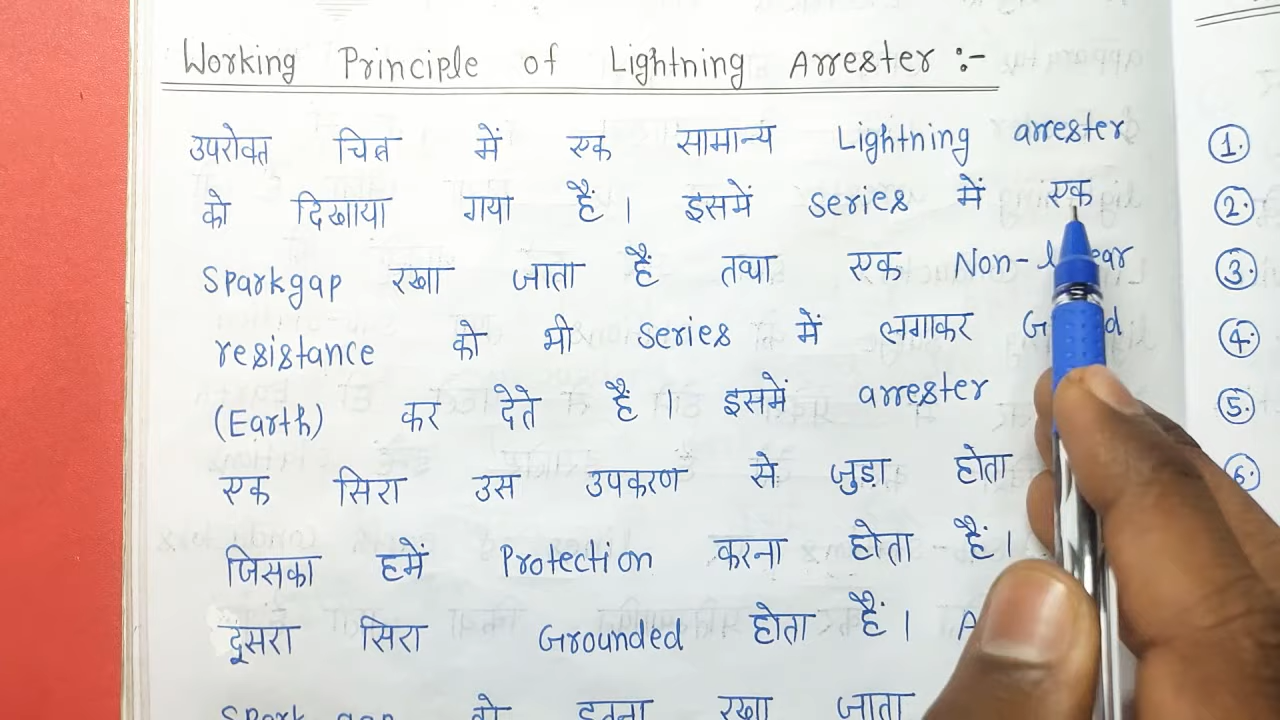 Working Principle of Lightning Arrester :-
उपरोक्त चित्र में एक सामान्य Lightning arrester
को दिखाया गया हैं। इसमें series में एक
Sparkgap रखा जाता हैं तथा एक
resistance को भी series में लगाकर
(Earth) कर देते हैं। इसमें arrester
एक सिरा उस उपकरण से जुड़ा होता
जिसका हमें Protection करना होता हैं।
दूसरा सिरा Grounded होता हैं।
रखा जाता
1.
2.
3.
4.
5.
6.